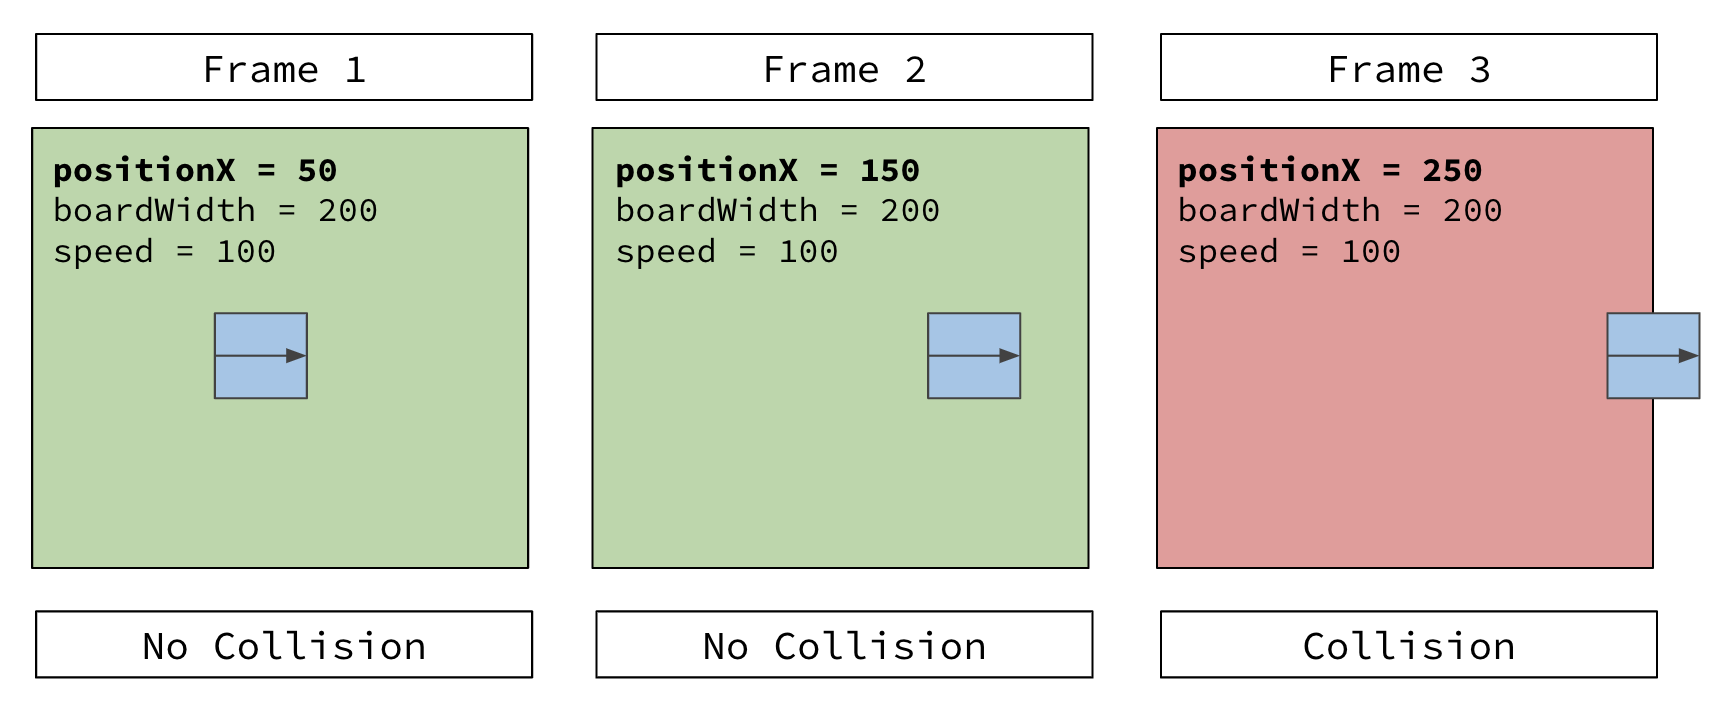 Frame 1
Frame 2
Frame 3
positionX = 50
boardWidth = 200
speed = 100
positionX = 150
boardWidth = 200
speed = 100
positionX = 250
boardWidth = 200
speed = 100
No Collision
No Collision
Collision